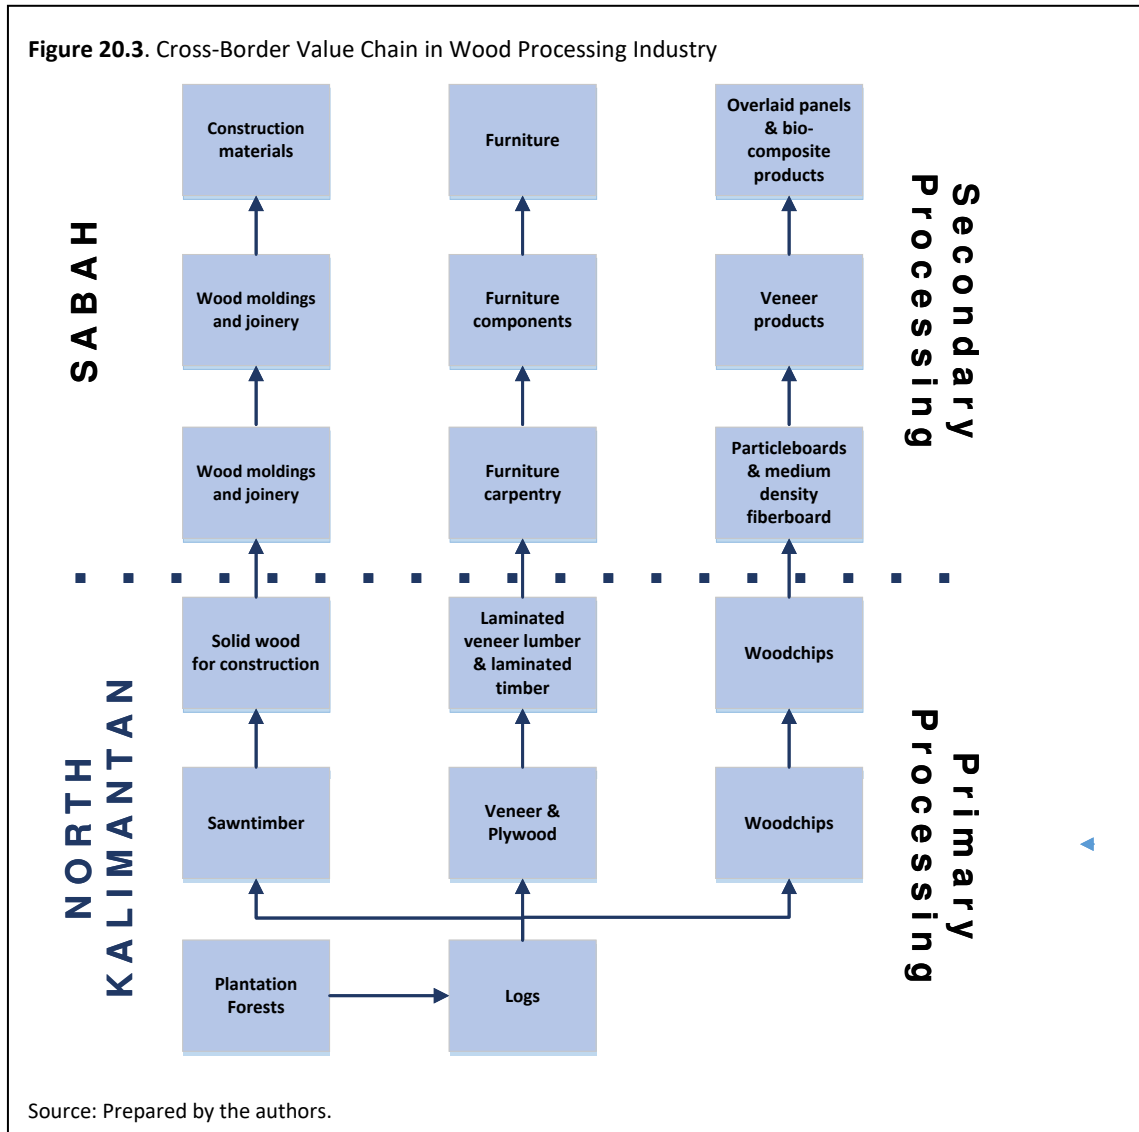 Figure 20.3. Cross-Border Value Chain in Wood Processing Industry
Construction
materials
Furniture
Overlaid panels
& bio-
composite
products
SABAH
Secondary
Processing
Wood moldings
and joinery
Furniture
components
Veneer
products
Wood moldings
and joinery
Furniture
carpentry
Particleboards
& medium
density
fiberboard
Solid wood
for construction
Laminated
veneer lumber
& laminated
timber
Woodchips
NORTH
KALIMANTAN
Primary
Processing
Sawntimber
Veneer &
Plywood
Woodchips
Plantation
Forests
Logs
Source: Prepared by the authors.